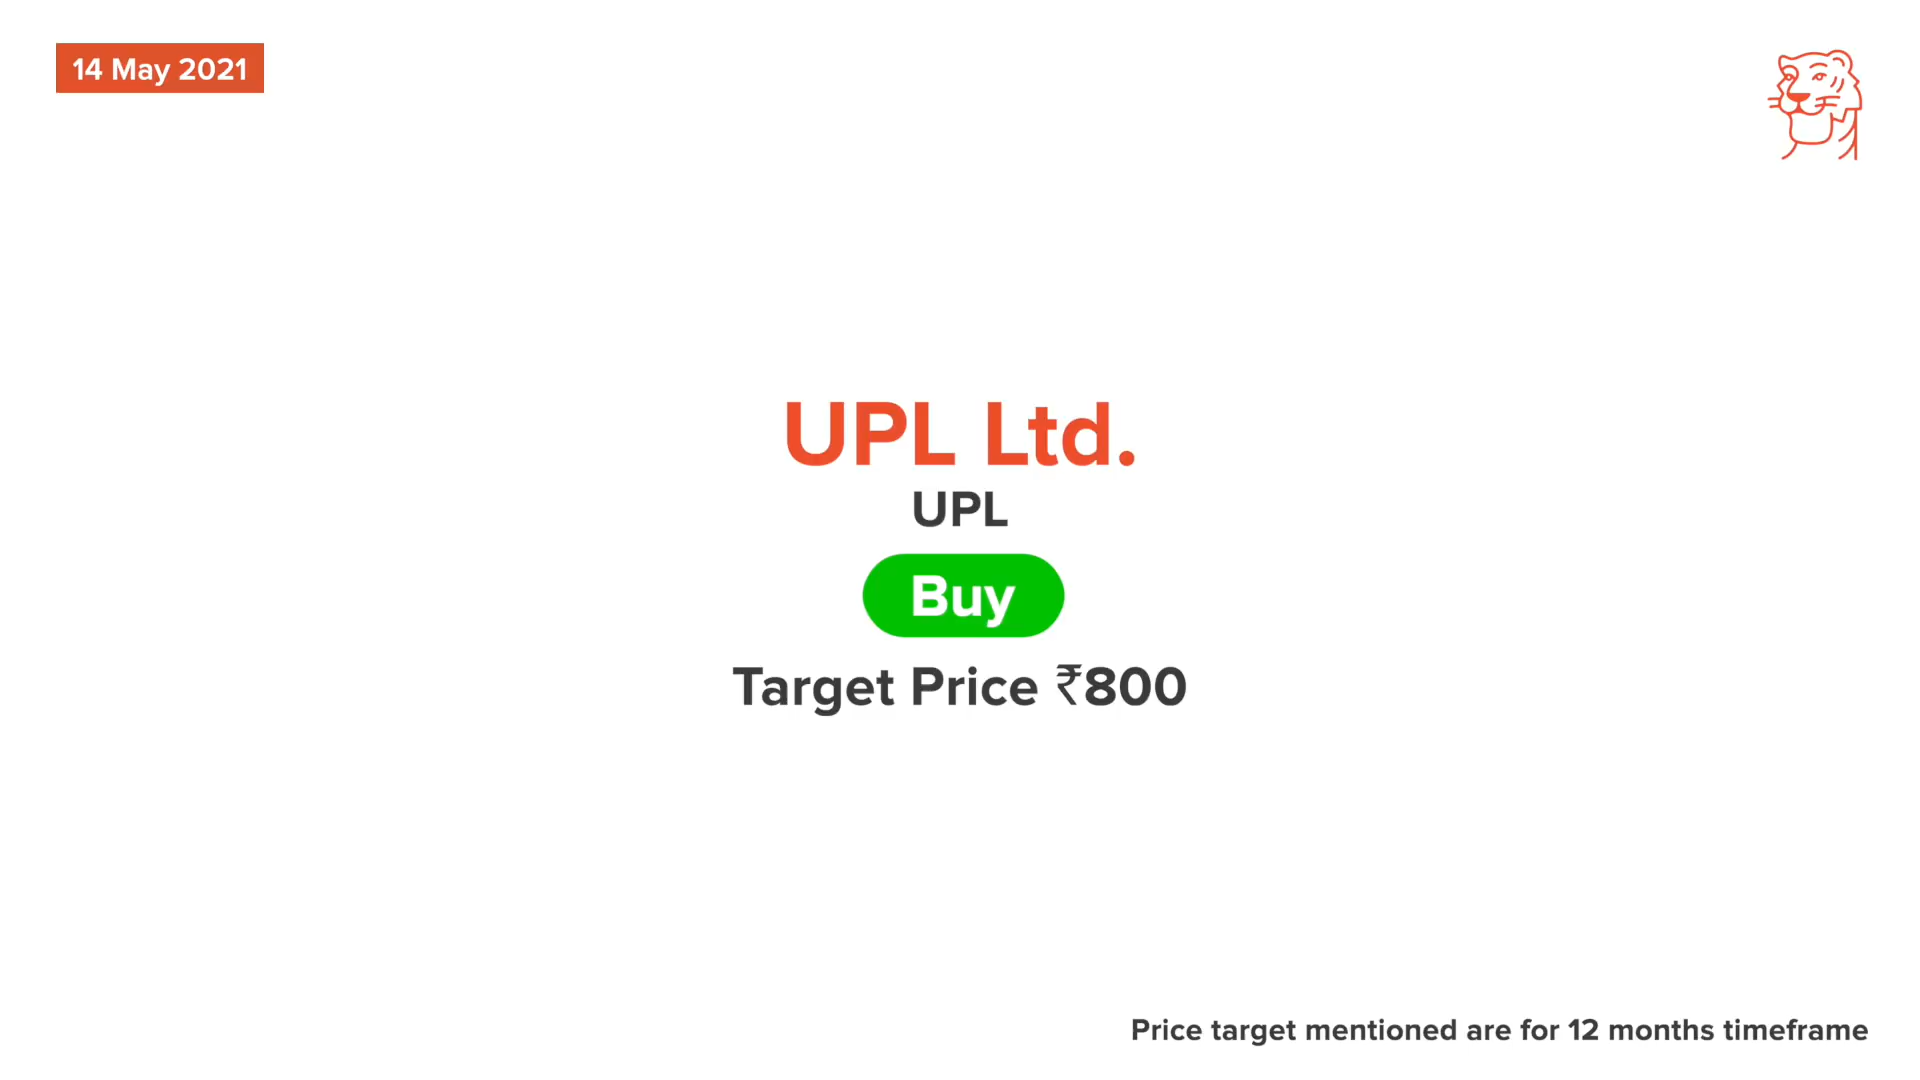 14 May 2021
UPL Ltd.
UPL
Buy
Target Price ₹800
Price target mentioned are for 12 months timeframe